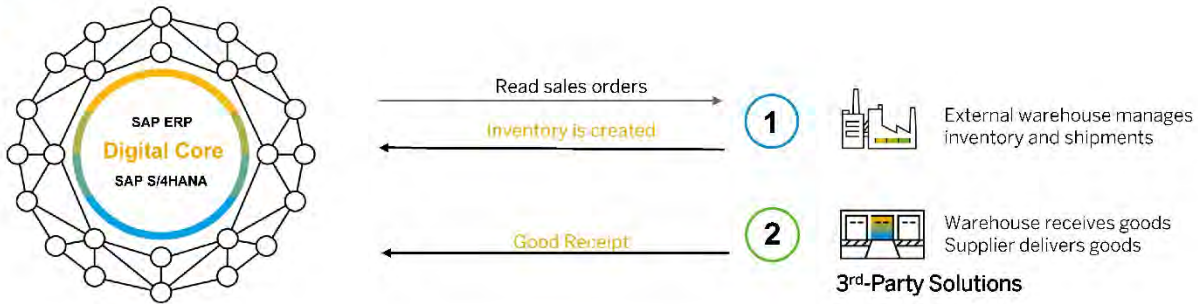 SAP ERP
Digital Core
SAP S/4HANA
Read sales orders
Inventory is created
1
External warehouse manages
inventory and shipments
Good Receipt
2
Warehouse receives goods
Supplier delivers goods
3rd-Party Solutions